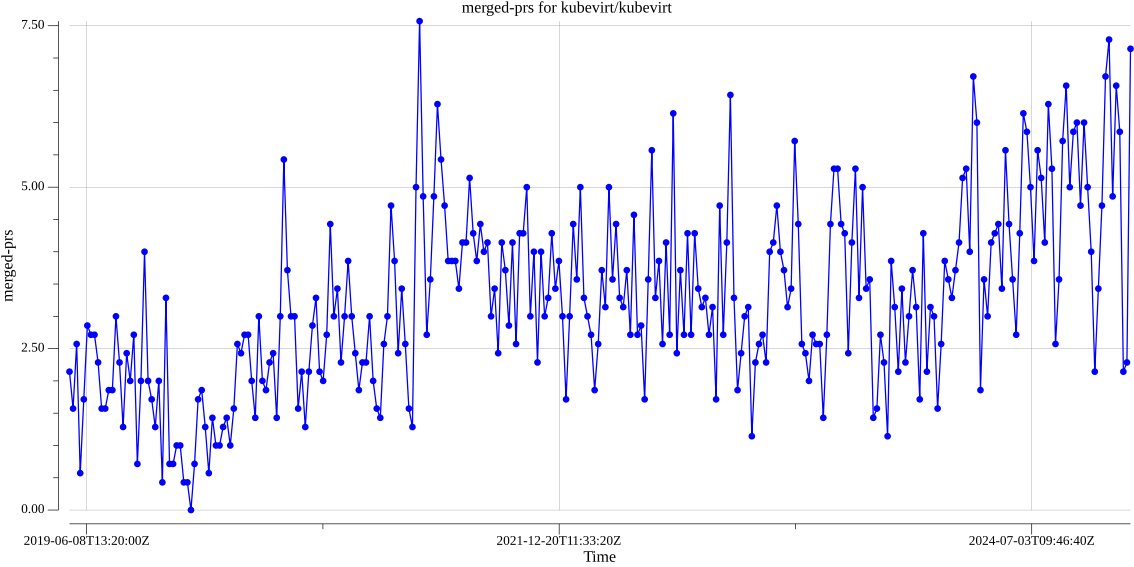 merged-prs for kubevirt/kubevirt
7.50
5.00
2.50
0.00
merged-prs
2019-06-08T13:20:00Z
2021-12-20T11:33:20Z
2024-07-03T09:46:40Z
Time